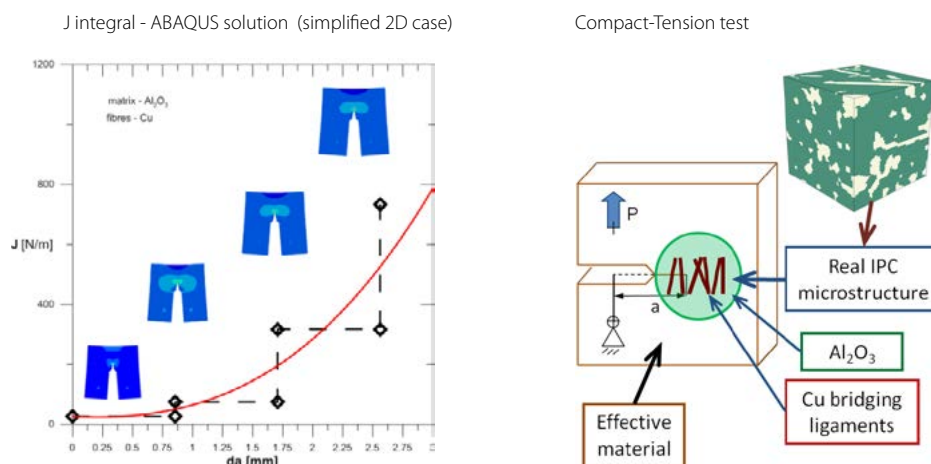 J integral - ABAQUS solution (simplified 2D case)
Compact-Tension test
1200
matrix - Al₂O₃
fibres - Cu
800
J [N/m]
400
0
0 0.25 0.5 0.75 1 1.25 1.5 1.75 2 2.25 2.5 2.75
da [mm]
P
a
Real IPC
microstructure
Al₂O₃
Cu bridging
ligaments
Effective
material